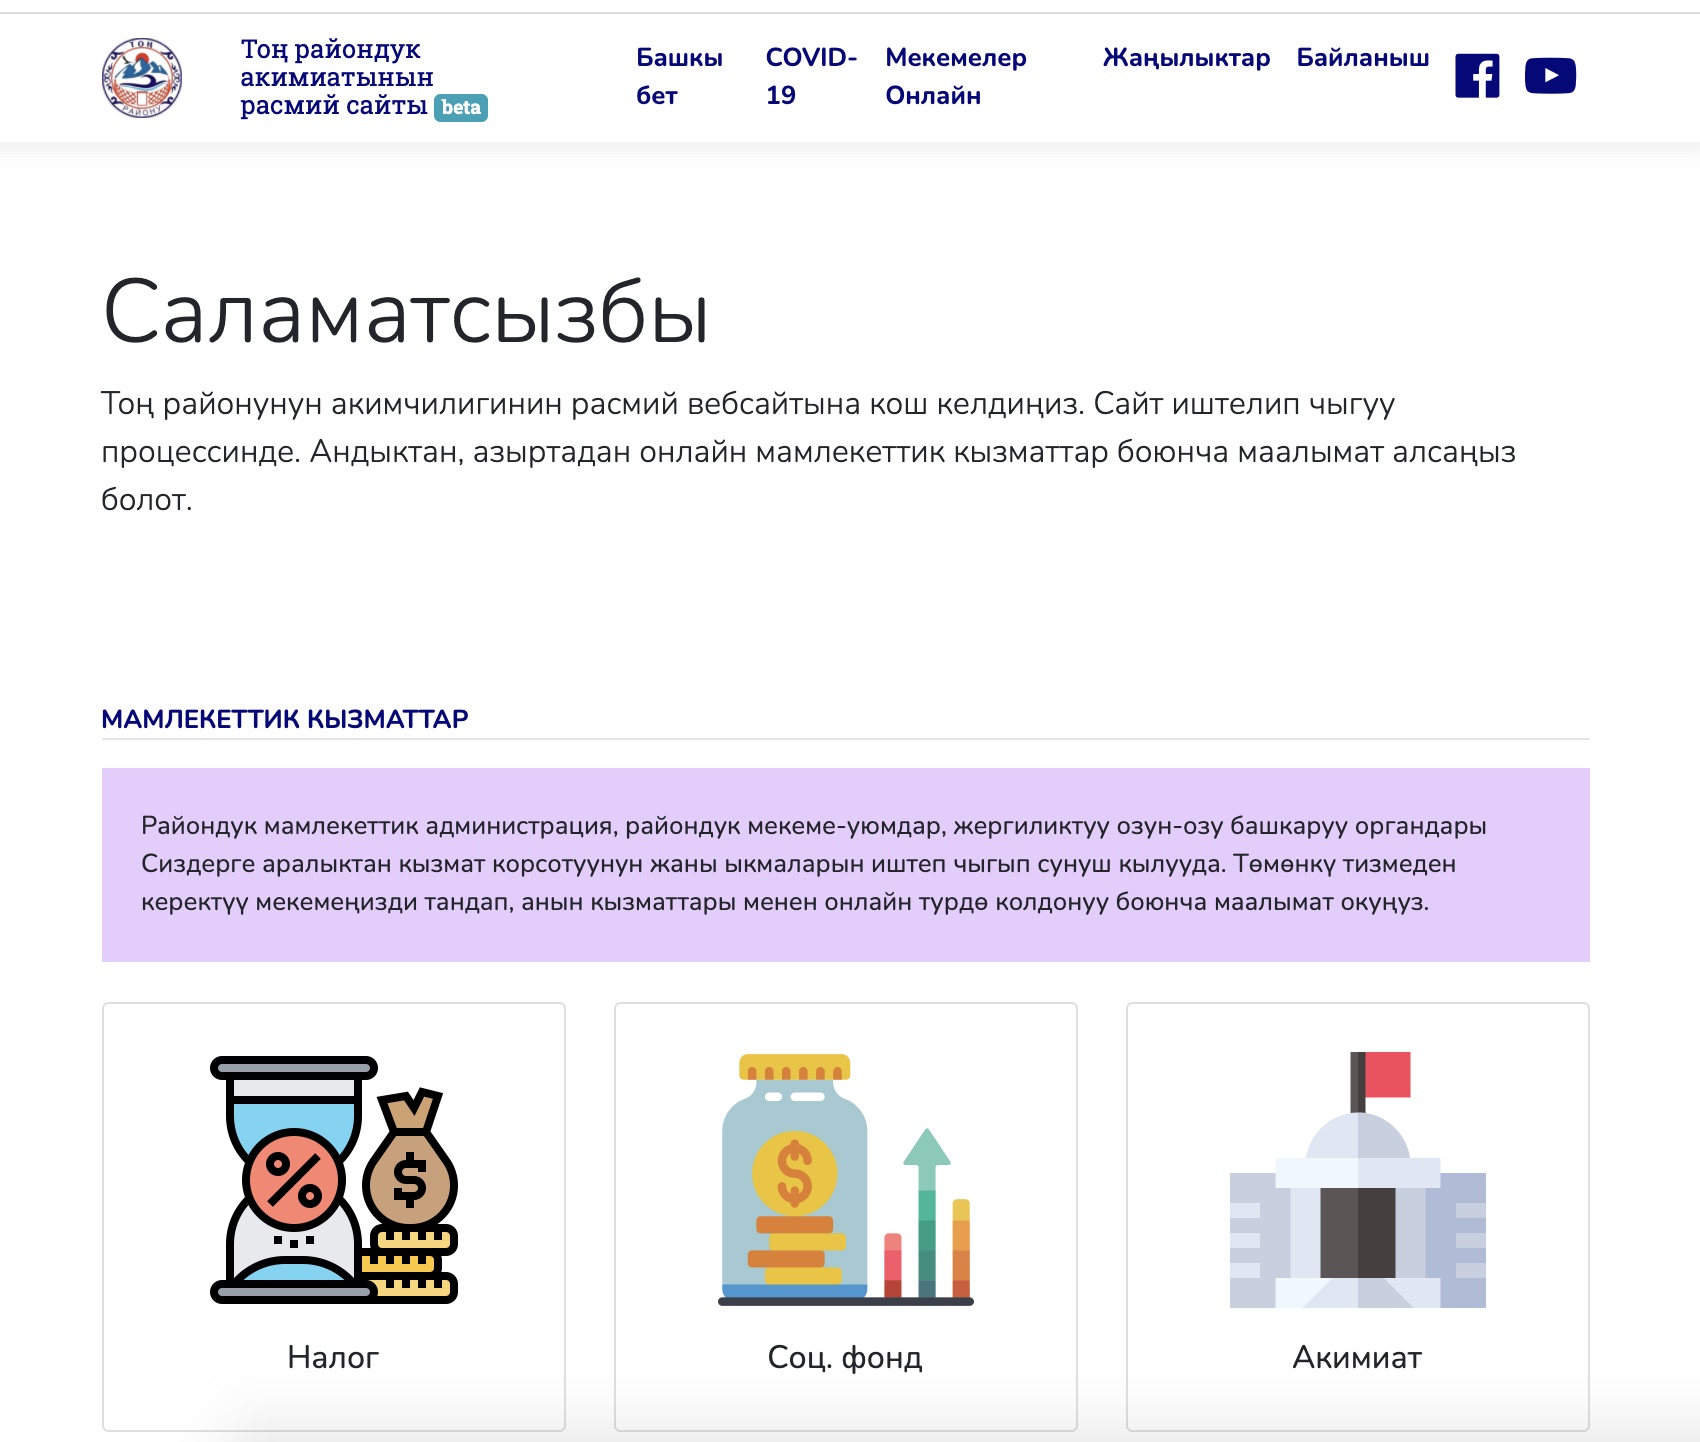 ТОҢ
РАЙОНУ
Тоң райондук
акимиатынын
расмий сайты beta
Башкы
бет
COVID-
19
Мекемелер
Онлайн
Жаңылыктар
Байланыш
Саламатсызбы
Тоң районунун акимчилигинин расмий вебсайтына кош келдиңиз. Сайт иштелип чыгуу
процессинде. Андыктан, азыртадан онлайн мамлекеттик кызматтар боюнча маалымат алсаңыз
болот.
МАМЛЕКЕТТИК КЫЗМАТТАР
Райондук мамлекеттик администрация, райондук мекеме-уюмдар, жергиликтуу озун-озу башкаруу органдары
Сиздерге аралыктан кызмат корсотуунун жаны ыкмаларын иштеп чыгып сунуш кылууда. Төмөнкү тизмеден
керектүү мекемеңизди тандап, анын кызматтары менен онлайн турдө колдонуу боюнча маалымат окуңуз.
Налог
Соц. фонд
Акимиат